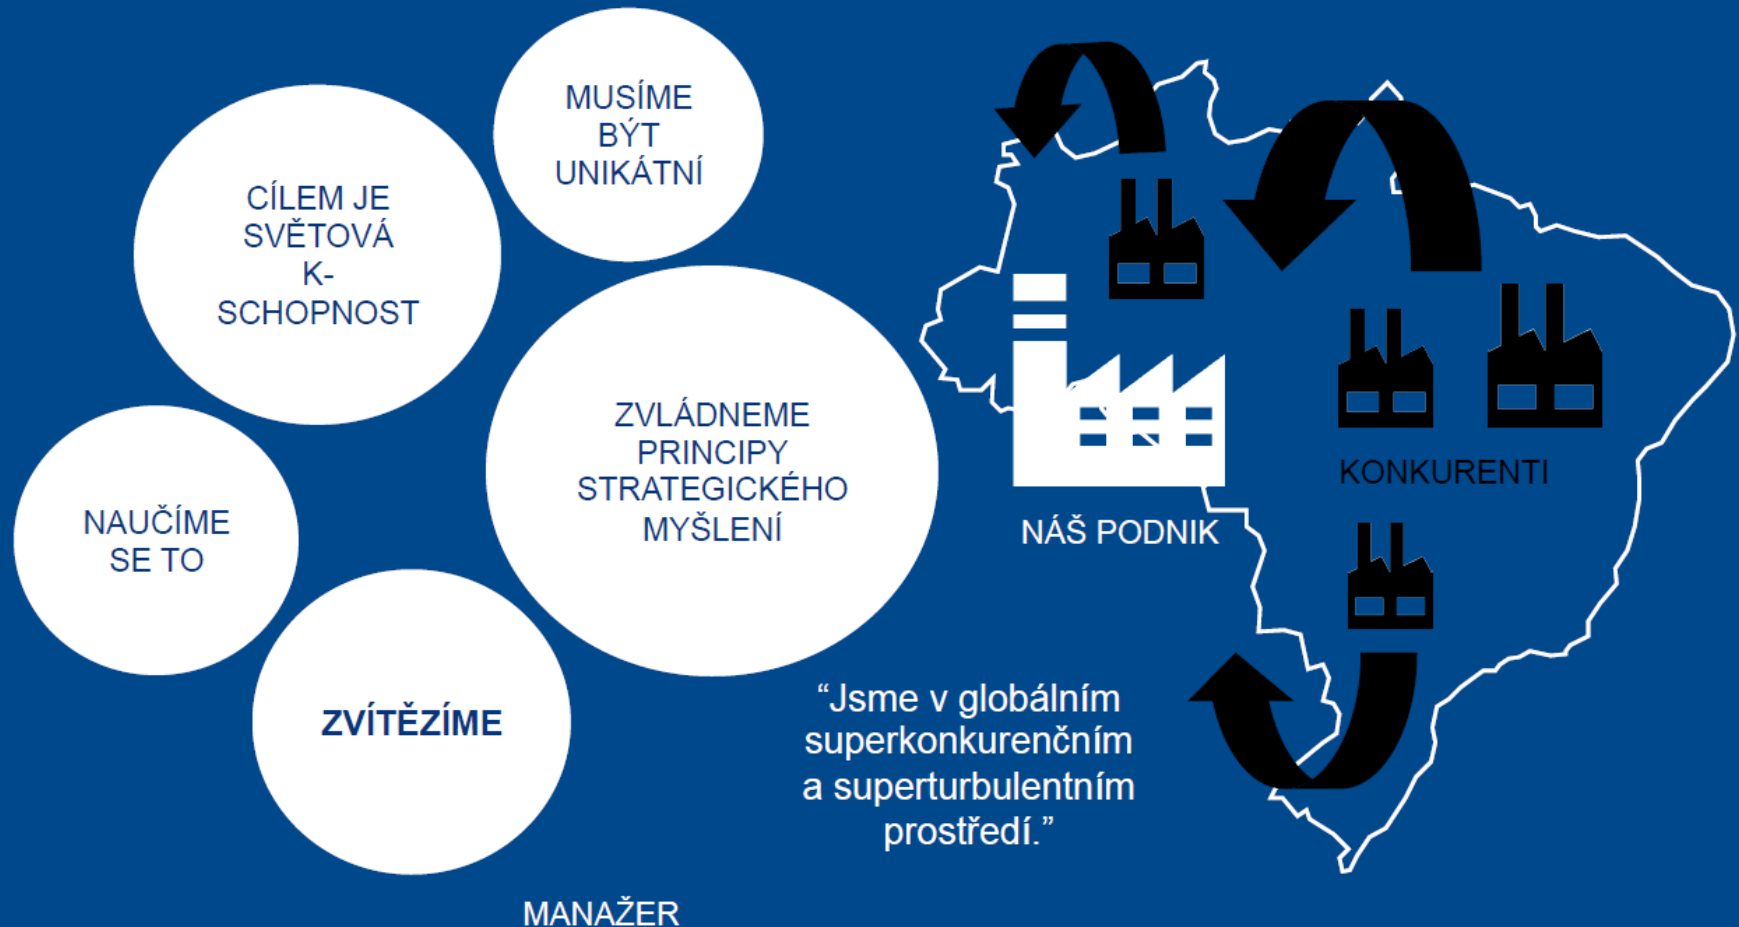 MUSÍME
BÝT
UNIKÁTNÍ
CÍLEM JE
SVĚTOVÁ
K-
SCHOPNOST
ZVLÁDNEME
PRINCIPY
STRATEGICKÉHO
MYŠLENÍ
NAUČÍME
SE TO
ZVÍTĚZÍME
KONKURENTI
NÁŠ PODNIK
“Jsme v globálním
superkonkurenčním
a superturbulentním
prostředí.”
MANAŽER